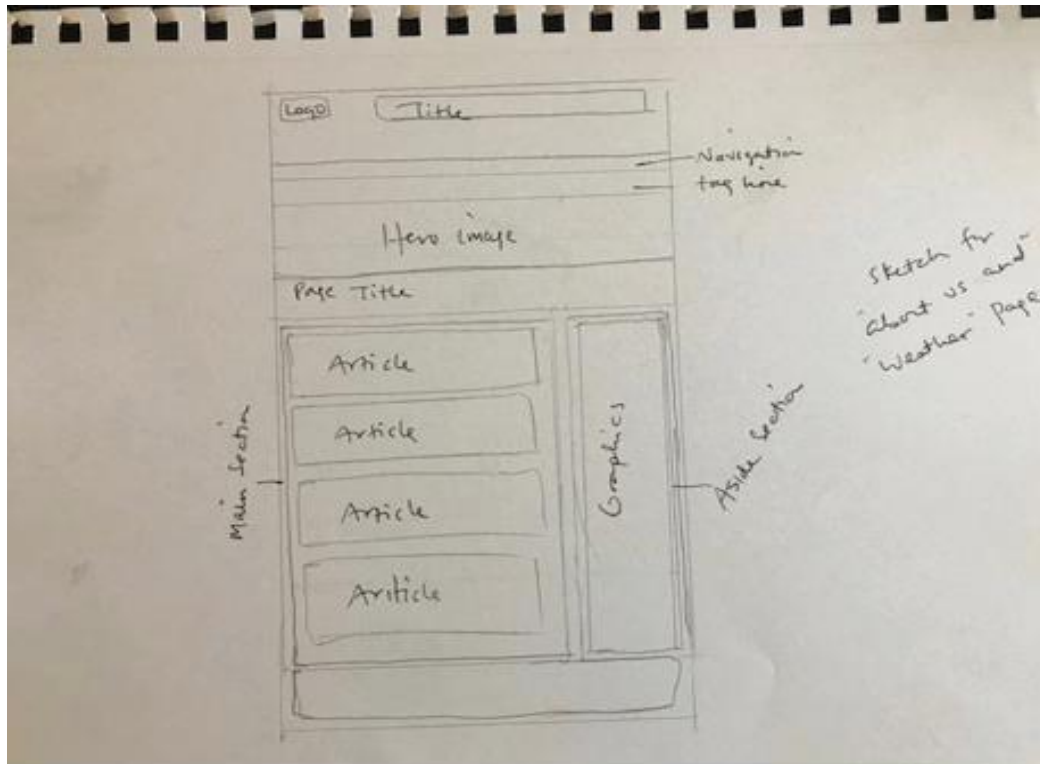 Logo
Title
Navigation
tag line
Hero image
Page Title
Article
Article
Article
Ariticle
Graphics
Main Section
Aside Section
Sketch for
"about us and"
"weather" page